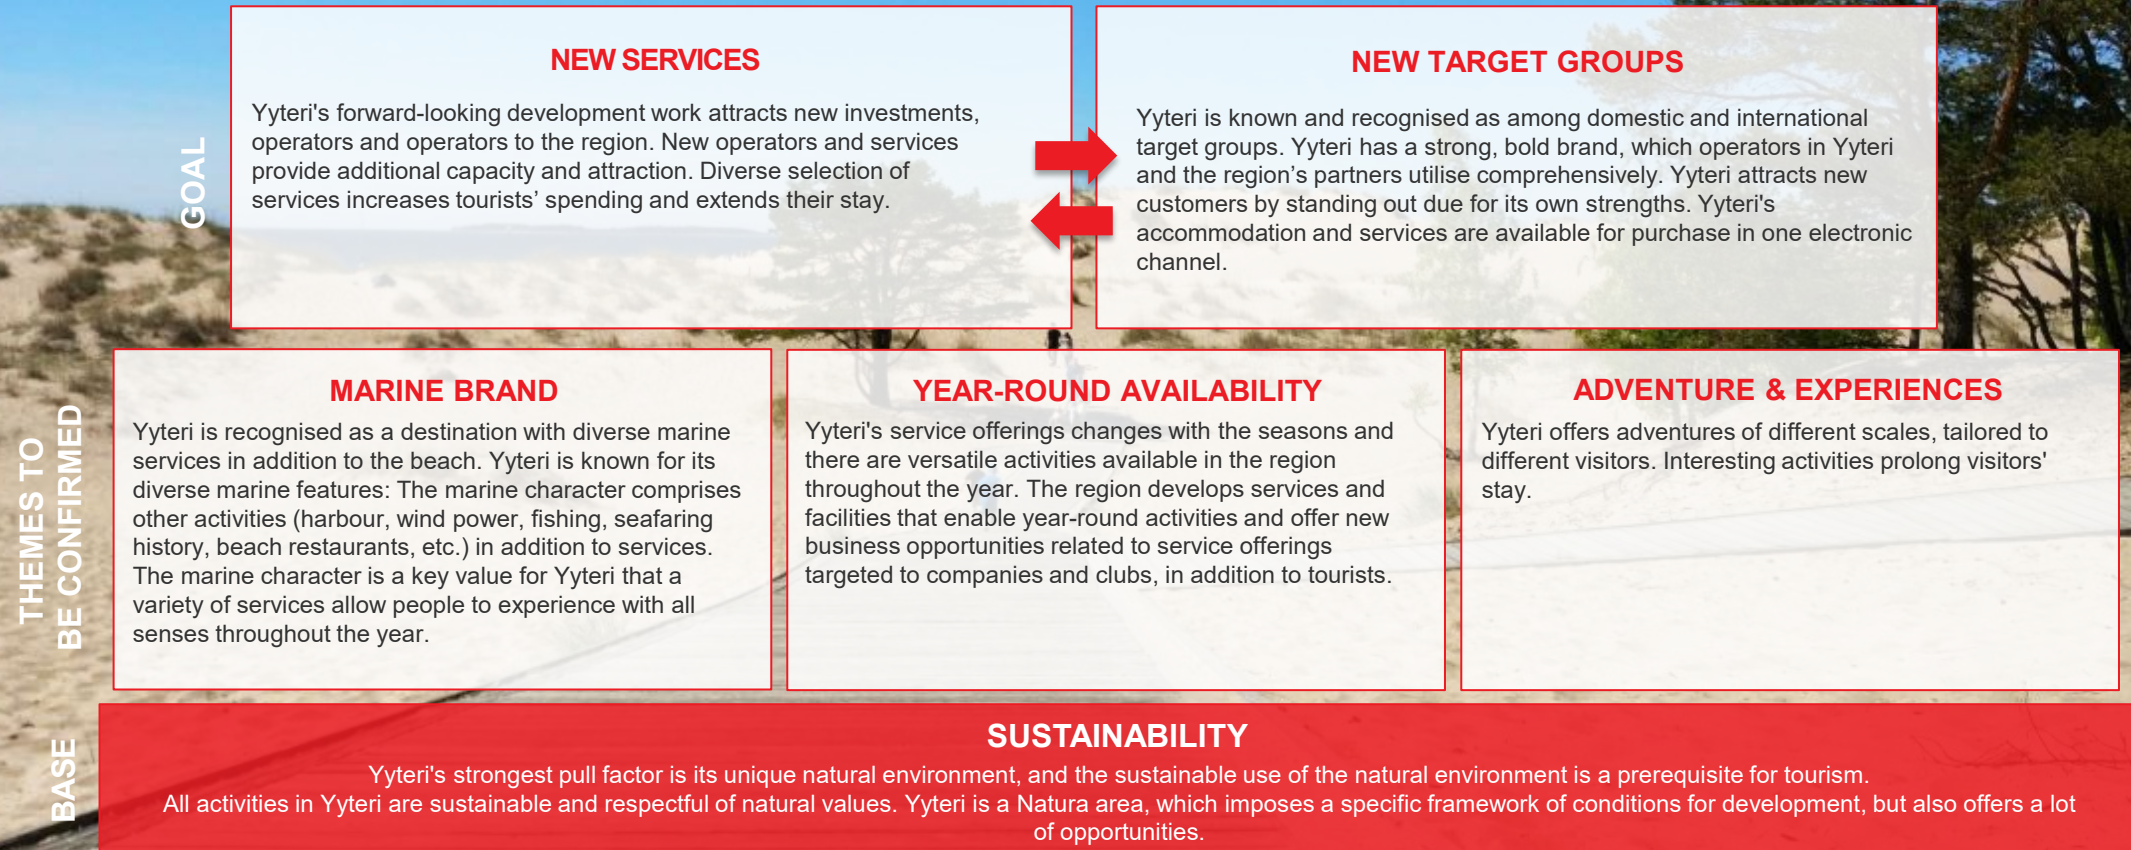 GOAL
NEW SERVICES
Yyteri's forward-looking development work attracts new investments,
operators and operators to the region. New operators and services
provide additional capacity and attraction. Diverse selection of
services increases tourists' spending and extends their stay.
NEW TARGET GROUPS
Yyteri is known and recognised as among domestic and international
target groups. Yyteri has a strong, bold brand, which operators in Yyteri
and the region's partners utilise comprehensively. Yyteri attracts new
customers by standing out due for its own strengths. Yyteri's
accommodation and services are available for purchase in one electronic
channel.
THEMES TO
BE CONFIRMED
MARINE BRAND
Yyteri is recognised as a destination with diverse marine
services in addition to the beach. Yyteri is known for its
diverse marine features: The marine character comprises
other activities (harbour, wind power, fishing, seafaring
history, beach restaurants, etc.) in addition to services.
The marine character is a key value for Yyteri that a
variety of services allow people to experience with all
senses throughout the year.
YEAR-ROUND AVAILABILITY
Yyteri's service offerings changes with the seasons and
there are versatile activities available in the region
throughout the year. The region develops services and
facilities that enable year-round activities and offer new
business opportunities related to service offerings
targeted to companies and clubs, in addition to tourists.
ADVENTURE & EXPERIENCES
Yyteri offers adventures of different scales, tailored to
different visitors. Interesting activities prolong visitors'
stay.
BASE
SUSTAINABILITY
Yyteri's strongest pull factor is its unique natural environment, and the sustainable use of the natural environment is a prerequisite for tourism.
All activities in Yyteri are sustainable and respectful of natural values. Yyteri is a Natura area, which imposes a specific framework of conditions for development, but also offers a lot
of opportunities.